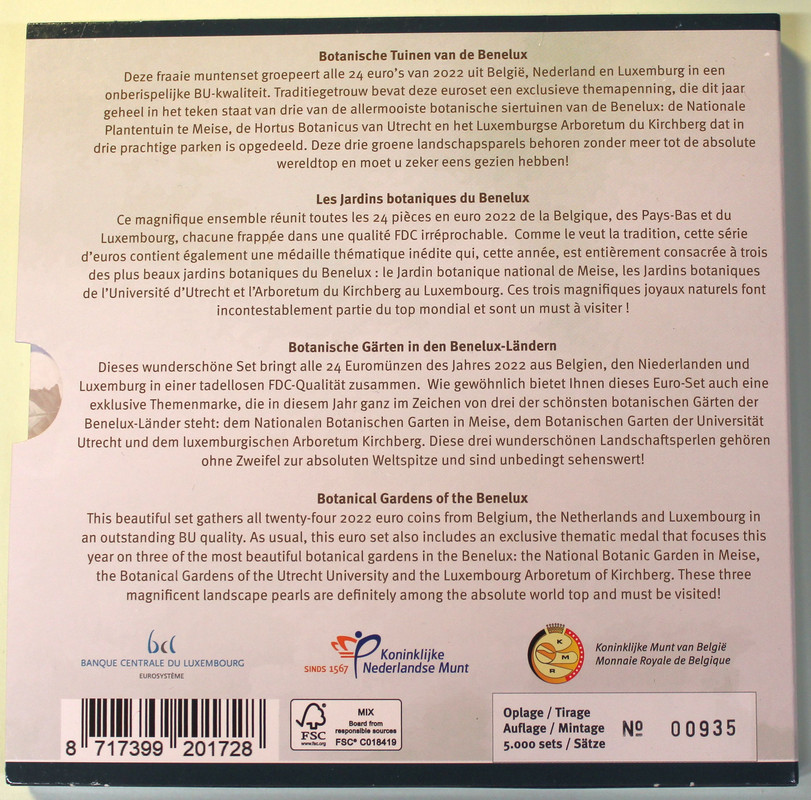 Botanische Tuinen van de Benelux
Deze fraaie muntenset groepeert alle 24 euro's van 2022 uit België, Nederland en Luxemburg in een
onberispelijke BU-kwaliteit. Traditiegetrouw bevat deze euroset een exclusieve themapenning, die dit jaar
geheel in het teken staat van drie van de allermooiste botanische siertuinen van de Benelux: de Nationale
Plantentuin te Meise, de Hortus Botanicus van Utrecht en het Luxemburgse Arboretum du Kirchberg dat in
drie prachtige parken is opgedeeld. Deze drie groene landschapsparels behoren zonder meer tot de absolute
wereldtop en moet u zeker eens gezien hebben!
Les Jardins botaniques du Benelux
Ce magnifique ensemble réunit toutes les 24 pièces en euro 2022 de la Belgique, des Pays-Bas et du
Luxembourg, chacune frappée dans une qualité FDC irréprochable. Comme le veut la tradition, cette série
d'euros contient également une médaille thématique inédite qui, cette année, est entièrement consacrée à trois
des plus beaux jardins botaniques du Benelux : le Jardin botanique national de Meise, les Jardins botaniques
de l'Université d'Utrecht et l'Arboretum du Kirchberg au Luxembourg. Ces trois magnifiques joyaux naturels font
incontestablement partie du top mondial et sont un must à visiter !
Botanische Gärten in den Benelux-Ländern
Dieses wunderschöne Set bringt alle 24 Euromünzen des Jahres 2022 aus Belgien, den Niederlanden und
Luxemburg in einer tadellosen FDC-Qualität zusammen. Wie gewöhnlich bietet Ihnen dieses Euro-Set auch eine
exklusive Themenmarke, die in diesem Jahr ganz im Zeichen von drei der schönsten botanischen Gärten der
Benelux-Länder steht: dem Nationalen Botanischen Garten in Meise, dem Botanischen Garten der Universität
Utrecht und dem luxemburgischen Arboretum Kirchberg. Diese drei wunderschönen Landschaftsperlen gehören
ohne Zweifel zur absoluten Weltspitze und sind unbedingt sehenswert!
Botanical Gardens of the Benelux
This beautiful set gathers all twenty-four 2022 euro coins from Belgium, the Netherlands and Luxembourg in
an outstanding BU quality. As usual, this euro set also includes an exclusive thematic medal that focuses this
year on three of the most beautiful botanical gardens in the Benelux: the National Botanic Garden in Meise,
the Botanical Gardens of the Utrecht University and the Luxembourg Arboretum of Kirchberg. These three
magnificent landscape pearls are definitely among the absolute world top and must be visited!
bcl
BANQUE CENTRALE DU LUXEMBOURG
EUROSYSTÈME
SINDS 1567
Koninklijke
Nederlandse Munt
K
M
R
Koninklijke Munt van België
Monnaie Royale de Belgique
8 717399 201728
FSC
www.fsc.org
MIX
Board from
responsible sources
FSC® C018419
Oplage / Tirage
Auflage / Mintage
5.000 sets / Sätze
Nº 00935